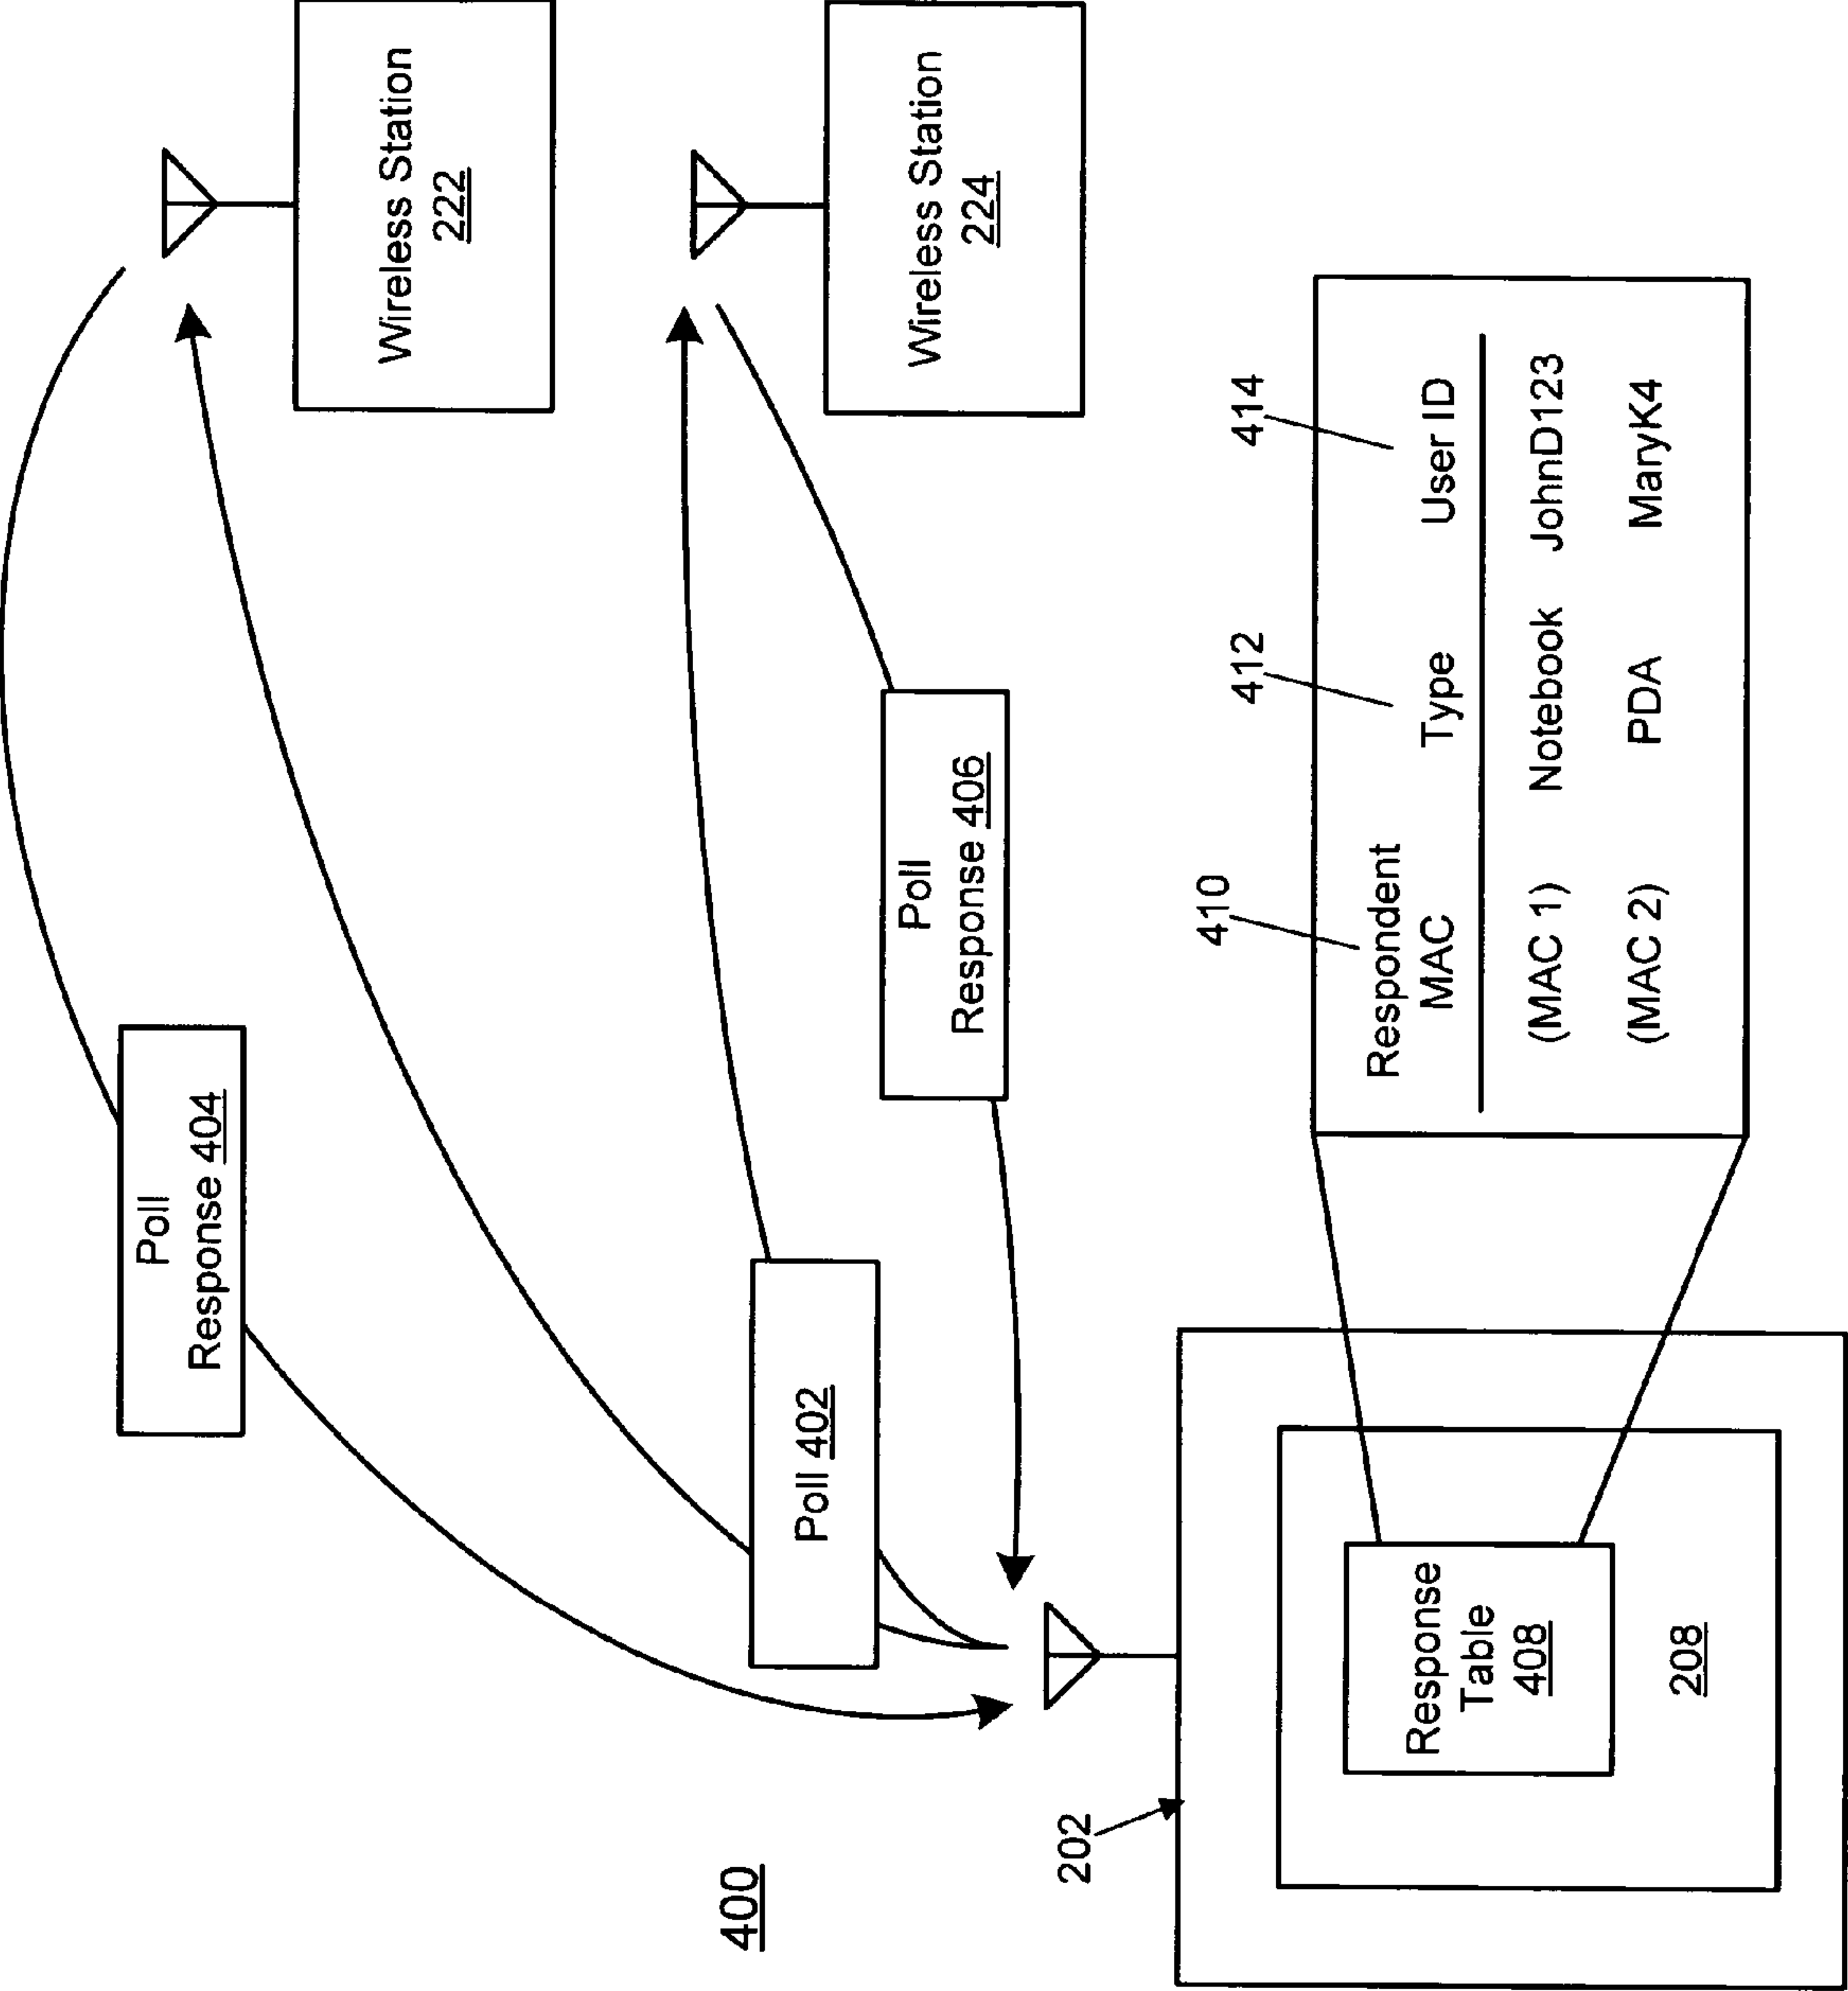 400
Poll
Response 404
Wireless Station
222
Poll 402
Wireless Station
224
Poll
Response 406
202
Response
Table
408
208
410
412
414
Respondent
MAC Type User ID
(MAC 1) Notebook JohnD123
(MAC 2) PDA MaryK4